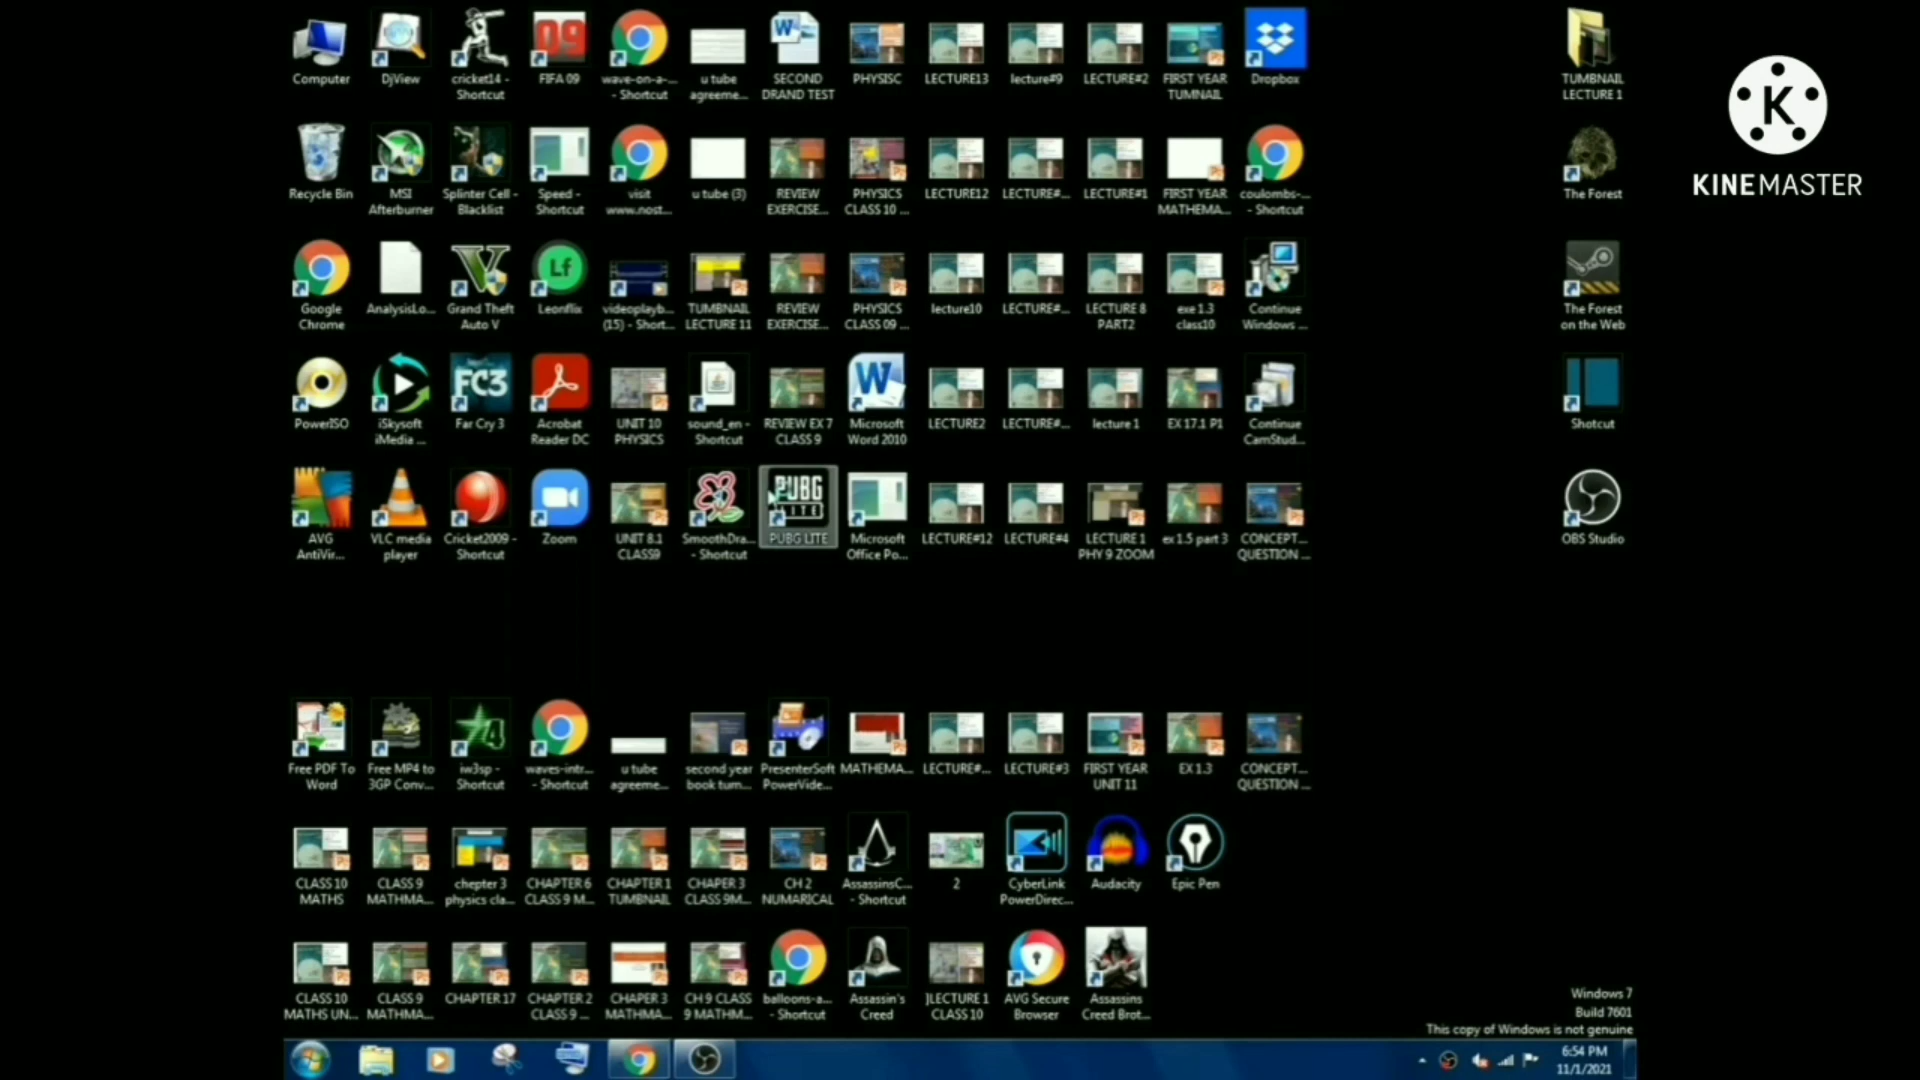 Computer
DjView
cricket14 - Shortcut
FIFA 09
wave-on-a-... - Shortcut
u tube agreeme...
SECOND DRAND TEST
PHYSISC
LECTURE13
lecture#9
LECTURE#2
FIRST YEAR TUMNAIL
Dropbox
TUMBNAIL LECTURE 1
K
KINEMASTER
Recycle Bin
MSI Afterburner
Splinter Cell - Blacklist
Speed - Shortcut
visit www.nost...
u tube (3)
REVIEW EXERCISE...
PHYSICS CLASS 10 ...
LECTURE12
LECTURE#...
LECTURE#1
FIRST YEAR MATHEMA...
coulombs-... - Shortcut
The Forest
Google Chrome
AnalysisLo...
Grand Theft Auto V
Lf
Leonflix
videoplayb... (15) - Short...
TUMBNAIL LECTURE 11
REVIEW EXERCISE...
PHYSICS CLASS 09 ...
lecture10
LECTURE#...
LECTURE 8 PART2
exe 1.3 class10
Continue Windows ...
The Forest on the Web
PowerISO
iSkysoft iMedia ...
FC3
Far Cry 3
Acrobat Reader DC
UNIT 10 PHYSICS
sound_en - Shortcut
REVIEW EX 7 CLASS 9
Microsoft Word 2010
LECTURE2
LECTURE#...
lecture 1
EX 17.1 P1
Continue CamStud...
Shotcut
AVG AntiVir...
VLC media player
Cricket2009 - Shortcut
Zoom
UNIT 8.1 CLASS9
SmoothDra... - Shortcut
PUBG LITE
PUBG LITE
Microsoft Office Po...
LECTURE#12
LECTURE#4
LECTURE 1 PHY 9 ZOOM
ex 1.5 part 3
CONCEPT... QUESTION ...
OBS Studio
Free PDF To Word
Free MP4 to 3GP Conv...
iw3sp - Shortcut
waves-intr... - Shortcut
u tube agreeme...
second year book tum...
PresenterSoft PowerVide...
MATHEMA...
LECTURE#...
LECTURE#3
FIRST YEAR UNIT 11
EX 1.3
CONCEPT... QUESTION ...
CLASS 10 MATHS
CLASS 9 MATHMA...
chepter 3 physics cla...
CHAPTER 6 CLASS 9 M...
CHAPTER 1 TUMBNAIL
CHAPER 3 CLASS 9M...
CH 2 NUMARICAL
AssassinsC... - Shortcut
2
CyberLink PowerDirec...
Audacity
Epic Pen
CLASS 10 MATHS UN...
CLASS 9 MATHMA...
CHAPTER 17
CHAPTER 2 CLASS 9 ...
CHAPER 3 MATHMA...
CH 9 CLASS 9 MATHM...
balloons-a... - Shortcut
Assassin's Creed
]LECTURE 1 CLASS 10
AVG Secure Browser
Assassins Creed Brot...
Windows 7
Build 7601
This copy of Windows is not genuine
6:54 PM
11/1/2021